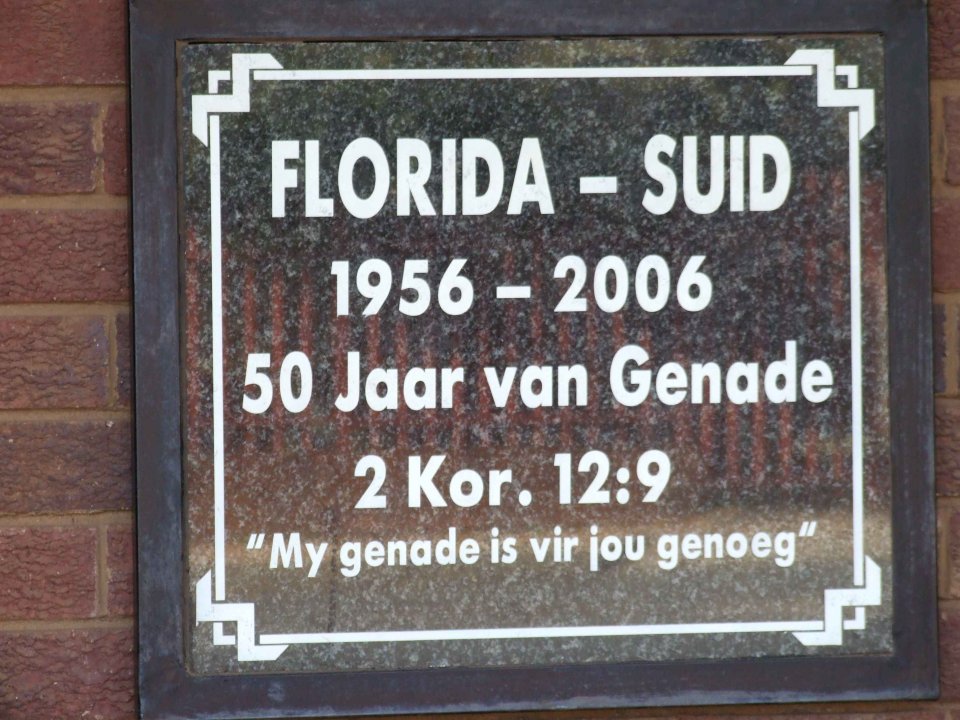 FLORIDA – SUID
1956 – 2006
50 Jaar van Genade
2 Kor. 12:9
“My genade is vir jou genoeg“